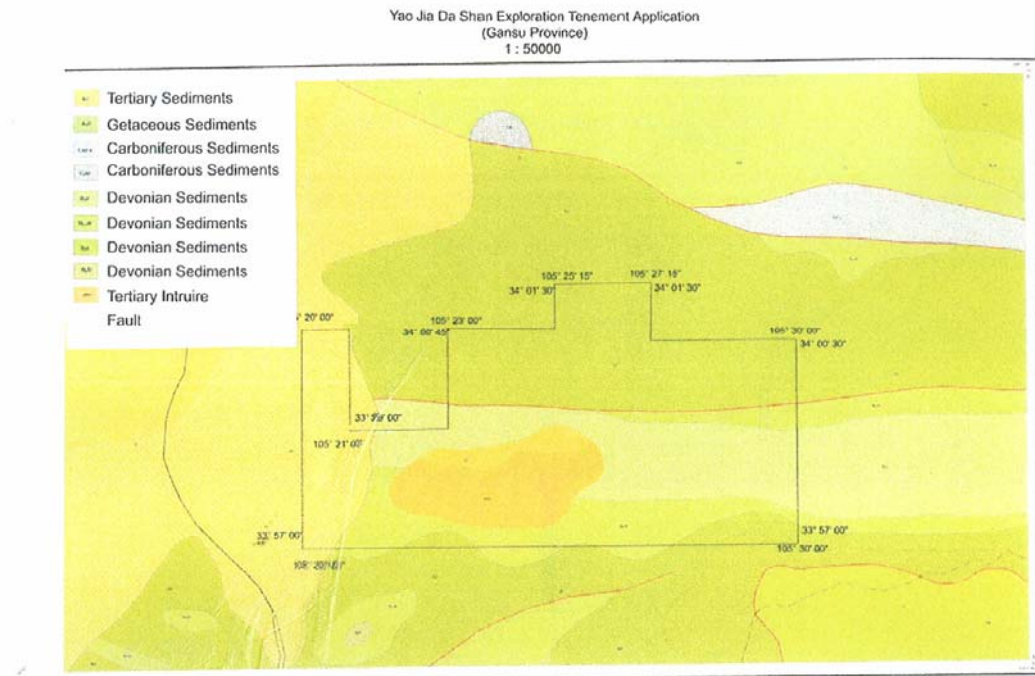 Yao Jia Da Shan Exploration Tenement Application
(Gansu Province)
1 : 50000
Tertiary Sediments
Getaceous Sediments
Carboniferous Sediments
Carboniferous Sediments
Devonian Sediments
Devonian Sediments
Devonian Sediments
Devonian Sediments
Tertiary Intruire
Fault
105° 25' 15"
105° 27' 15"
34° 01' 30"
34° 01' 30"
20' 00"
105° 23' 00"
34° 00' 45"
105° 30' 00"
34° 00' 30"
00"
105° 21' 00"
33° 57' 00"
33° 57' 00"
105° 30' 00"